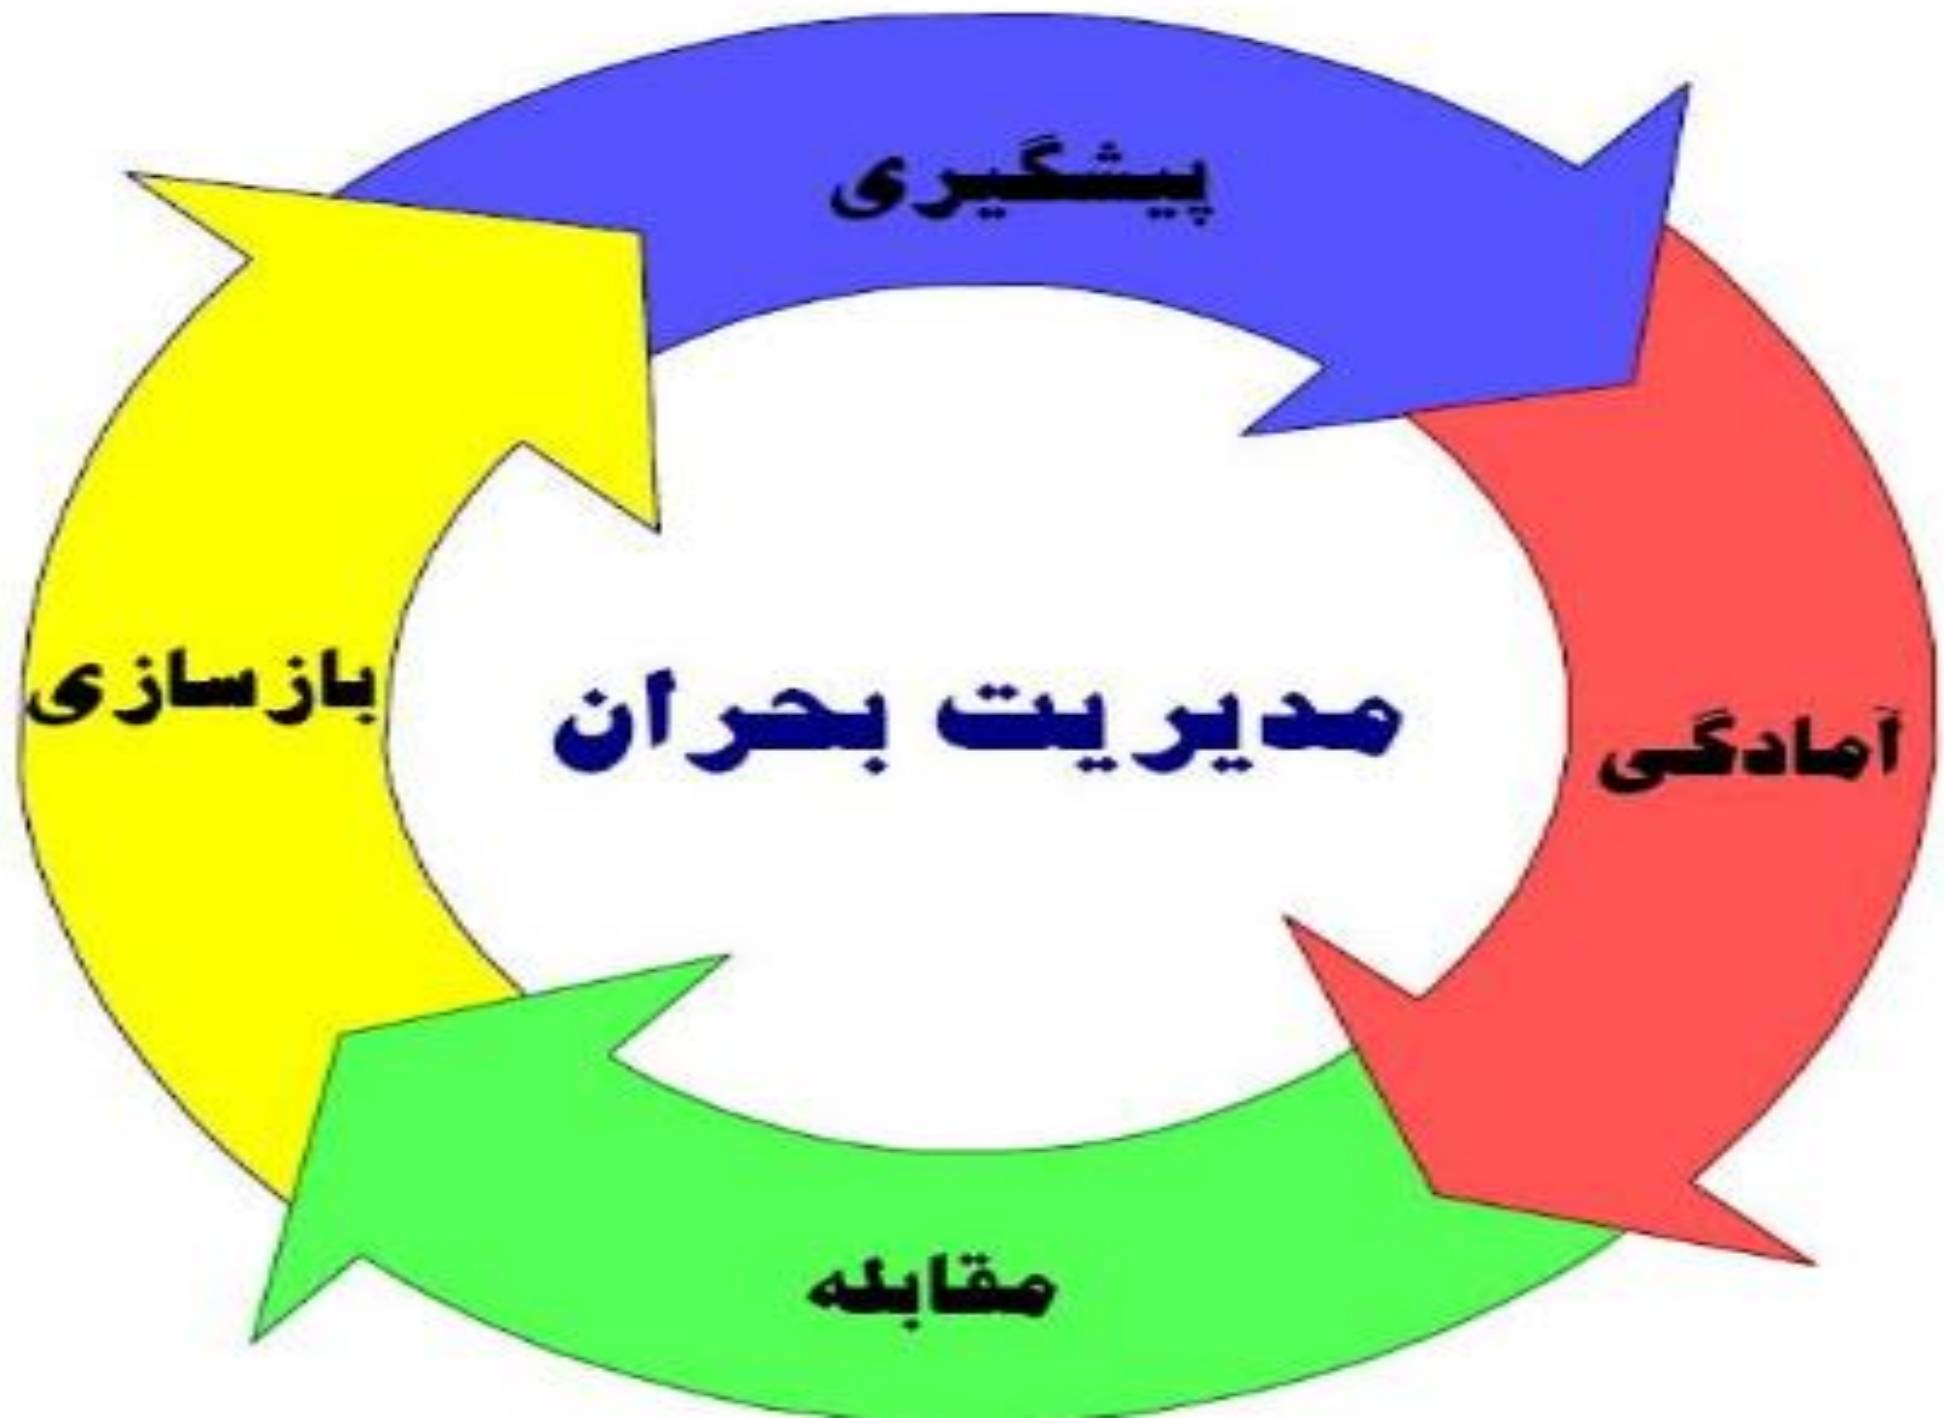 پیشگیری
بازسازی
مدیریت بحران
آمادگی
مقابله